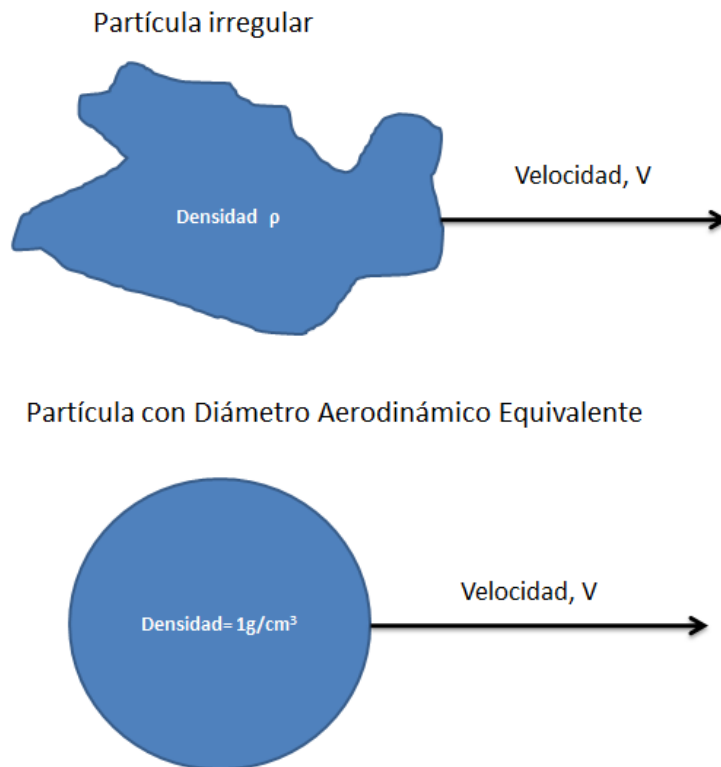 Partícula irregular
Densidad ρ
Velocidad, V
Partícula con Diámetro Aerodinámico Equivalente
Densidad= 1g/cm³
Velocidad, V